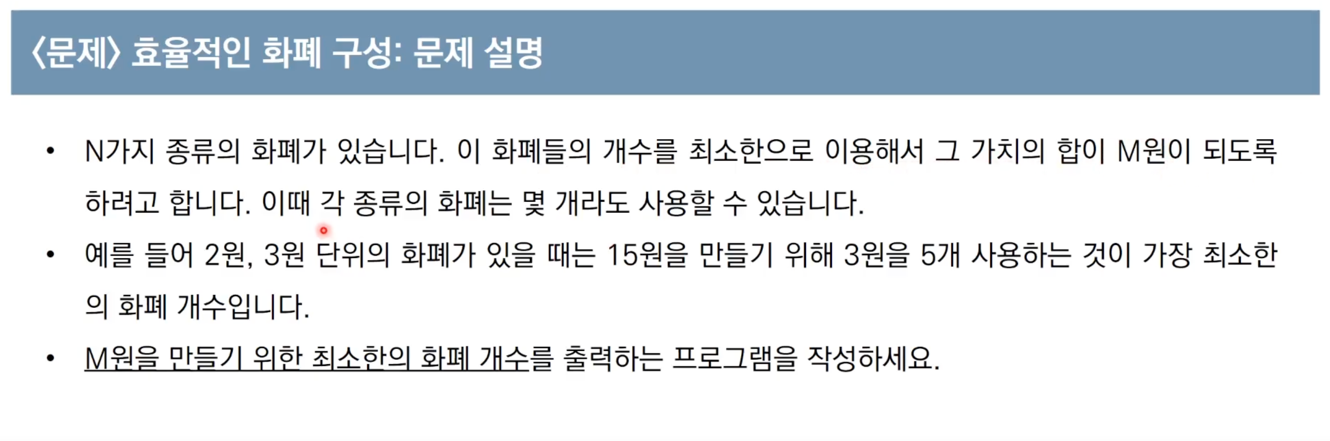 〈문제〉 효율적인 화폐 구성: 문제 설명
• N가지 종류의 화폐가 있습니다. 이 화폐들의 개수를 최소한으로 이용해서 그 가치의 합이 M원이 되도록
하려고 합니다. 이때 각 종류의 화폐는 몇 개라도 사용할 수 있습니다.
• 예를 들어 2원, 3원 단위의 화폐가 있을 때는 15원을 만들기 위해 3원을 5개 사용하는 것이 가장 최소한
의 화폐 개수입니다.
• M원을 만들기 위한 최소한의 화폐 개수를 출력하는 프로그램을 작성하세요.